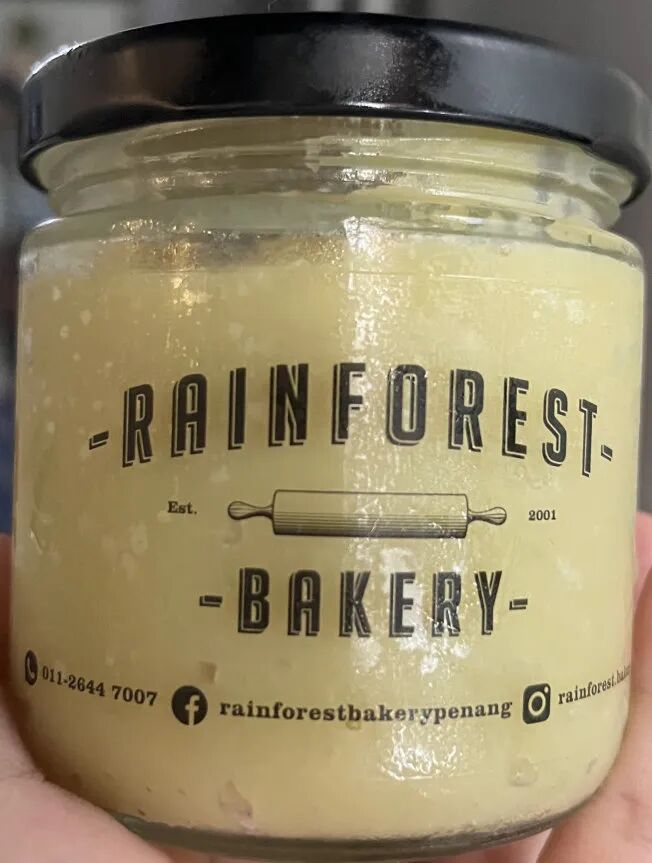 -RAINFOREST-
Est. 2001
-BAKERY-
011-2644 7007 rainforestbakerypenang